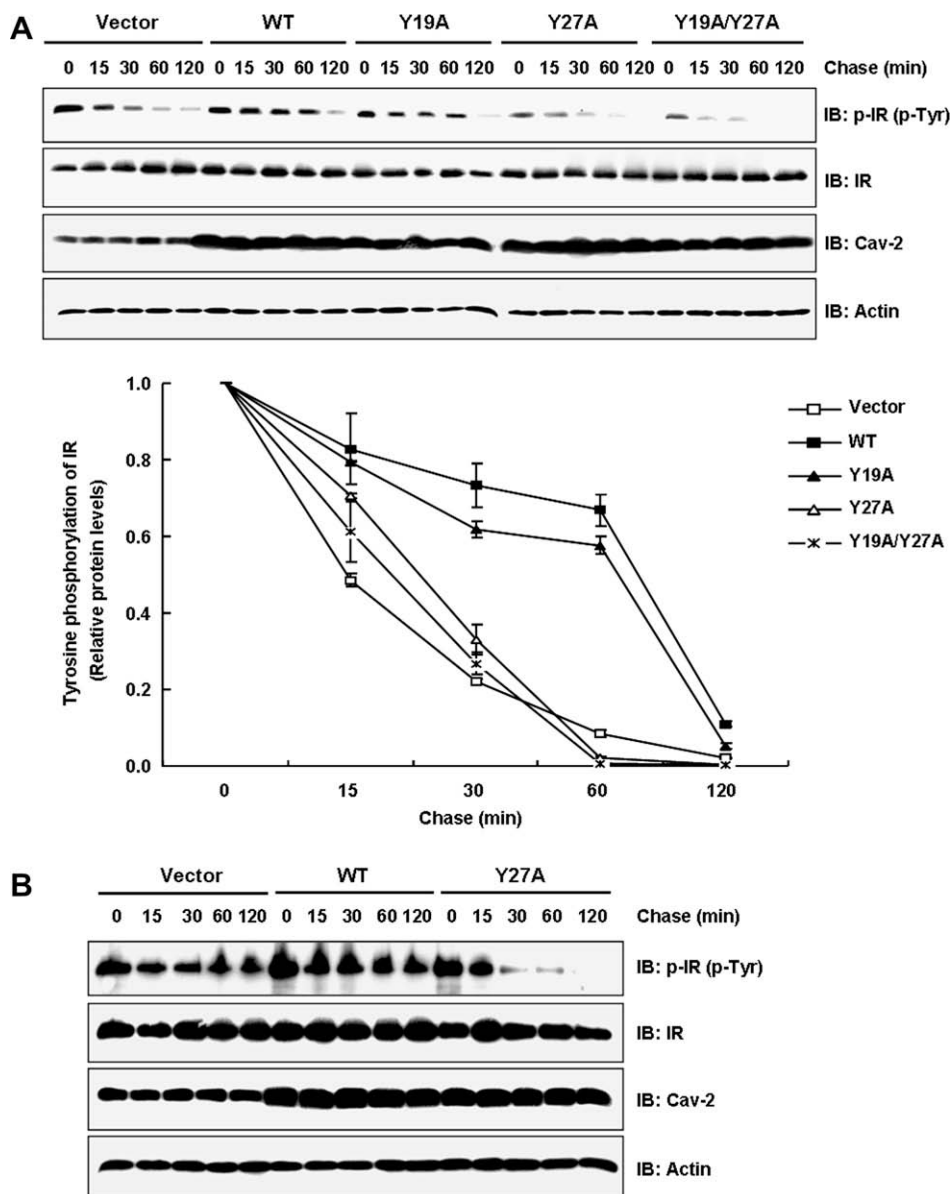 A
Vector WT Y19A Y27A Y19A/Y27A
0 15 30 60 120 0 15 30 60 120 0 15 30 60 120 0 15 30 60 120 0 15 30 60 120 Chase (min)
IB: p-IR (p-Tyr)
IB: IR
IB: Cav-2
IB: Actin
Tyrosine phosphorylation of IR
(Relative protein levels)
1.0
0.8
0.6
0.4
0.2
0.0
0 15 30 60 120
Chase (min)
Vector
WT
Y19A
Y27A
Y19A/Y27A
B
Vector WT Y27A
0 15 30 60 120 0 15 30 60 120 0 15 30 60 120 Chase (min)
IB: p-IR (p-Tyr)
IB: IR
IB: Cav-2
IB: Actin